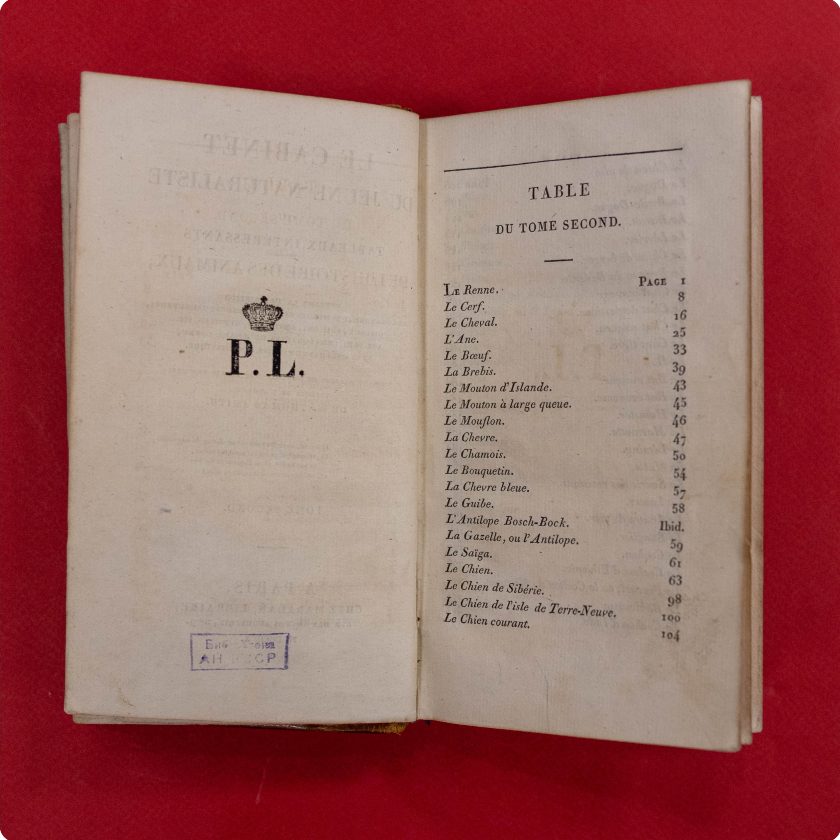 P.L.
АН СССР
TABLE
DU TOME SECOND.
LE Renne. PAGE 1
Le Cerf. 8
Le Cheval. 16
L'Ane. 25
Le Bœuf. 33
La Brebis. 39
Le Mouton d'Islande. 43
Le Mouton à large queue. 45
Le Mouflon. 46
La Chevre. 47
Le Chamois. 50
Le Bouquetin. 54
La Chevre bleue. 57
Le Guibe. 58
L'Antilope Bosch-Bock. Ibid.
La Gazelle, ou l'Antilope. 59
Le Saïga. 61
Le Chien. 63
Le Chien de Sibérie. 98
Le Chien de l'isle de Terre-Neuve. 100
Le Chien courant. 104